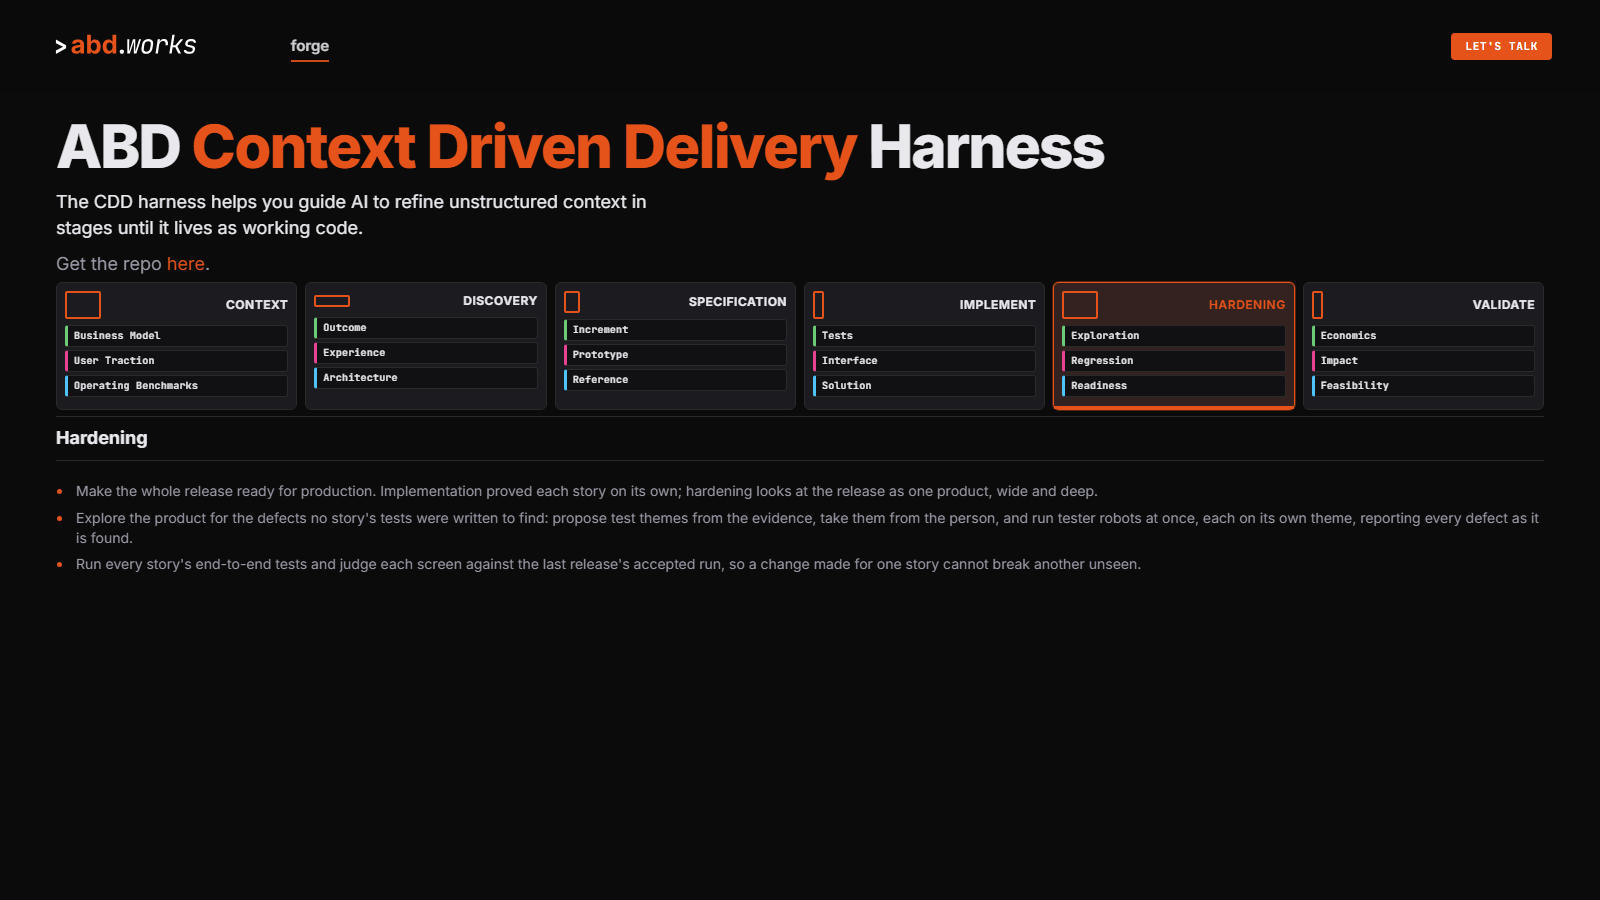 >abd.works
forge
LET'S TALK
ABD Context Driven Delivery Harness
The CDD harness helps you guide AI to refine unstructured context in
stages until it lives as working code.
Get the repo here.
CONTEXT
Business Model
User Traction
Operating Benchmarks
DISCOVERY
Outcome
Experience
Architecture
SPECIFICATION
Increment
Prototype
Reference
IMPLEMENT
Tests
Interface
Solution
HARDENING
Exploration
Regression
Readiness
VALIDATE
Economics
Impact
Feasibility
Hardening
• Make the whole release ready for production. Implementation proved each story on its own; hardening looks at the release as one product, wide and deep.
• Explore the product for the defects no story's tests were written to find: propose test themes from the evidence, take them from the person, and run tester robots at once, each on its own theme, reporting every defect as it
is found.
• Run every story's end-to-end tests and judge each screen against the last release's accepted run, so a change made for one story cannot break another unseen.